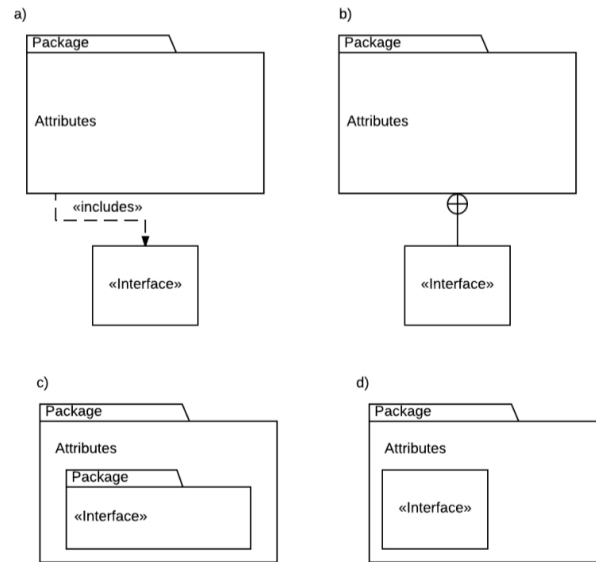 a)
Package
Attributes
«includes»
«Interface»
b)
Package
Attributes
«Interface»
c)
Package
Attributes
Package
«Interface»
d)
Package
Attributes
«Interface»